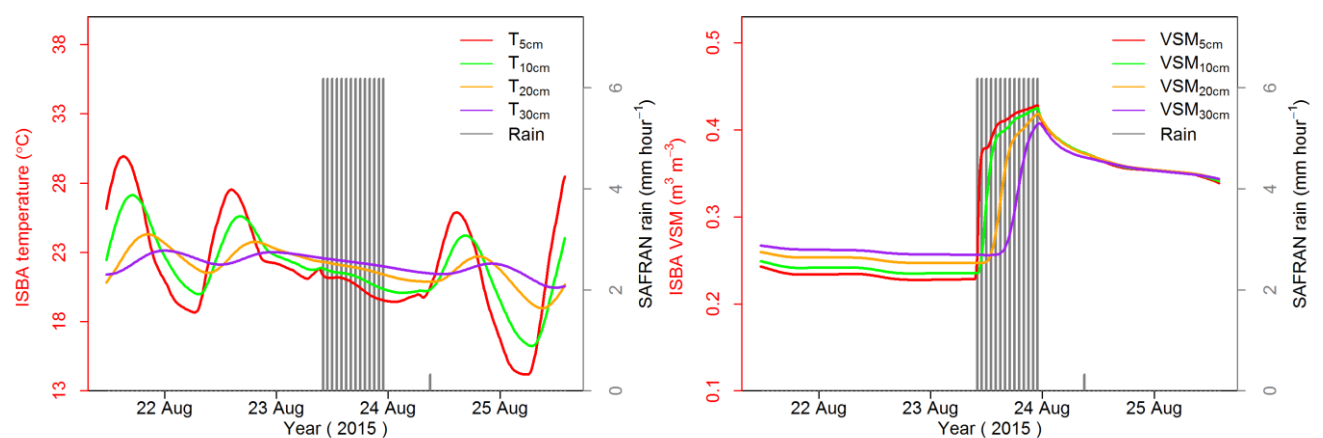 ISBA temperature (°C)
38
33
28
23
18
13
T5cm
T10cm
T20cm
T30cm
Rain
6
4
2
0
SAFRAN rain (mm hour−1)
22 Aug 23 Aug 24 Aug 25 Aug
Year ( 2015 )
ISBA VSM (m3 m−3)
0.5
0.4
0.3
0.2
0.1
VSM5cm
VSM10cm
VSM20cm
VSM30cm
Rain
6
4
2
0
SAFRAN rain (mm hour−1)
22 Aug 23 Aug 24 Aug 25 Aug
Year ( 2015 )